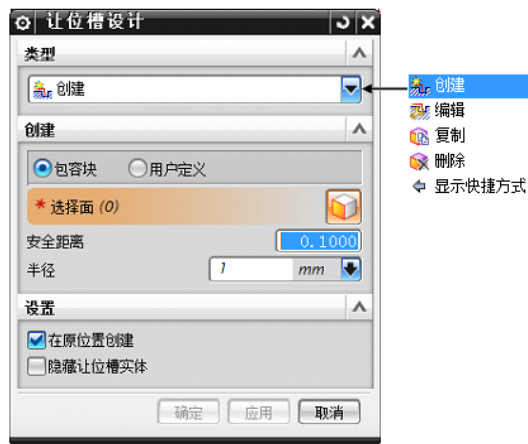 让位槽设计
类型
创建
创建
包容块 用户定义
* 选择面 (0)
安全距离 0.1000
半径 1 mm
设置
在原位置创建
隐藏让位槽实体
确定 应用 取消
创建
编辑
复制
删除
显示快捷方式